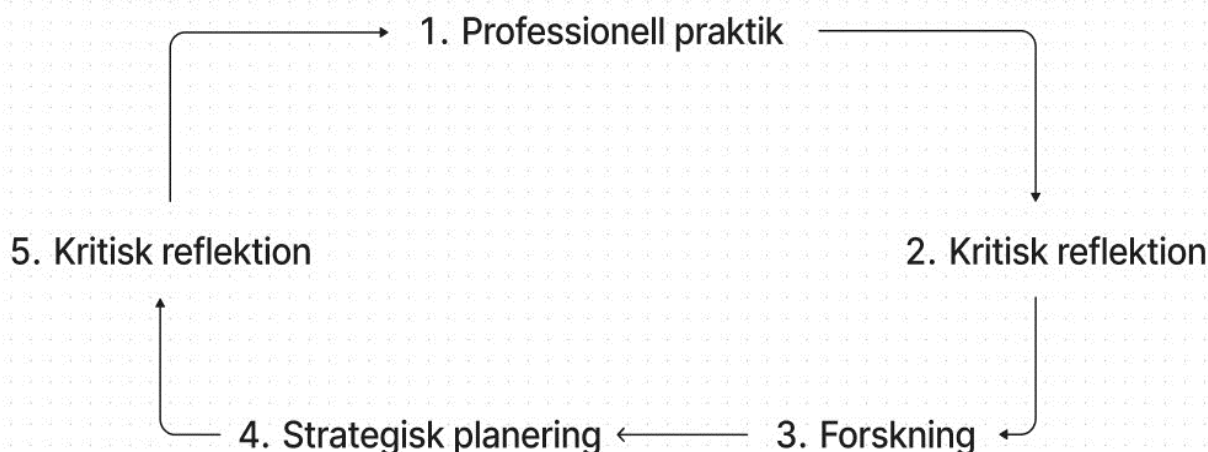 1. Professionell praktik
2. Kritisk reflektion
3. Forskning
4. Strategisk planering
5. Kritisk reflektion